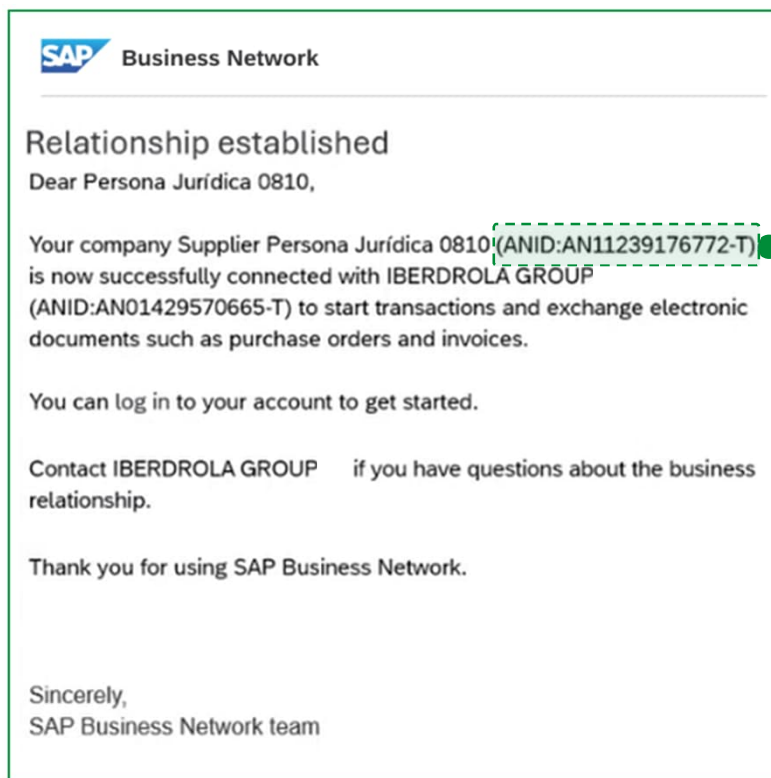 SAP Business Network
Relationship established
Dear Persona Jurídica 0810,
Your company Supplier Persona Jurídica 0810 (ANID:AN11239176772-T)
is now successfully connected with IBERDROLA GROUP
(ANID:AN01429570665-T) to start transactions and exchange electronic
documents such as purchase orders and invoices.
You can log in to your account to get started.
Contact IBERDROLA GROUP if you have questions about the business
relationship.
Thank you for using SAP Business Network.
Sincerely,
SAP Business Network team